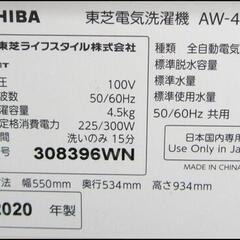 HIBA 東芝電気洗濯機 AW-4
東芝ライフスタイル株式会社
圧 100V
波数 50/60Hz
4.5kg
定格消費電力 225/300W
洗いのみ 15分
号 308396WN
種類 全自動電気
標準脱水容量
標準水量
標準使用水量
50/60Hz 共用
日本国内専用
Use Only in Jap
MADE IN CHINA
寸法 幅550mm 奥行534mm 高さ934mm
2020 年製